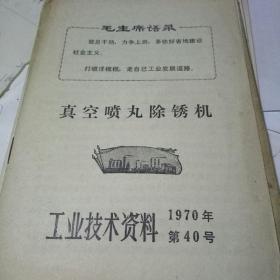 毛主席语录
鼓足干劲，力争上游，多快好省地建设
社会主义。
打破洋框框，走自己工业发展道路。
真空喷丸除锈机
工业技术资料
1970年
第40号